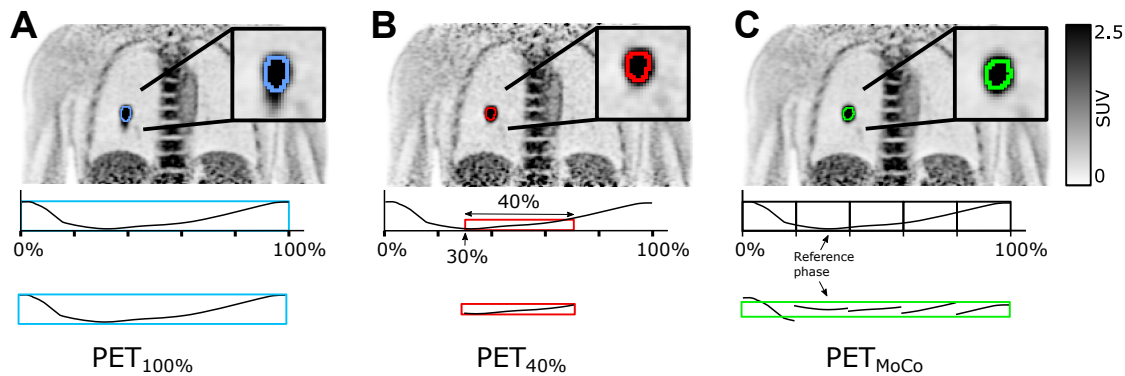 A
B
C
2.5
SUV
0
40%
0%
100%
30%
0%
100%
0%
100%
Reference
phase
PET100%
PET40%
PETMoCo